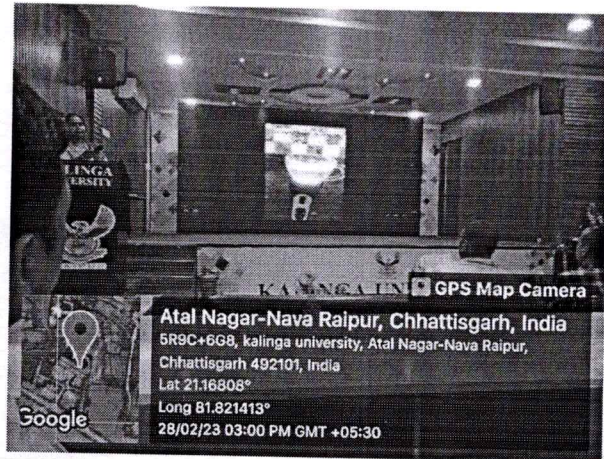 LINGA
ERSITY
KALINGA UNI
GPS Map Camera
Atal Nagar-Nava Raipur, Chhattisgarh, India
5R9C+6G8, kalinga university, Atal Nagar-Nava Raipur,
Chhattisgarh 492101, India
Lat 21.16808°
Long 81.821413°
28/02/23 03:00 PM GMT +05:30
Google